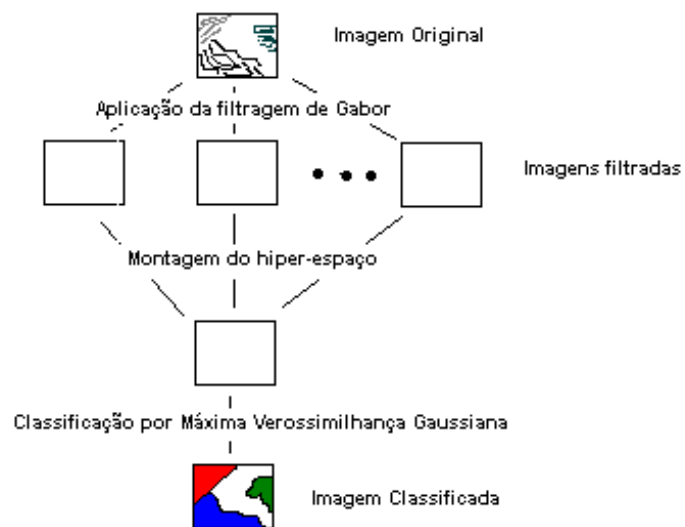 Imagem Original
Aplicação da filtragem de Gabor
Imagens filtradas
Montagem do hiper-espaço
Classificação por Máxima Verossimilhança Gaussiana
Imagem Classificada